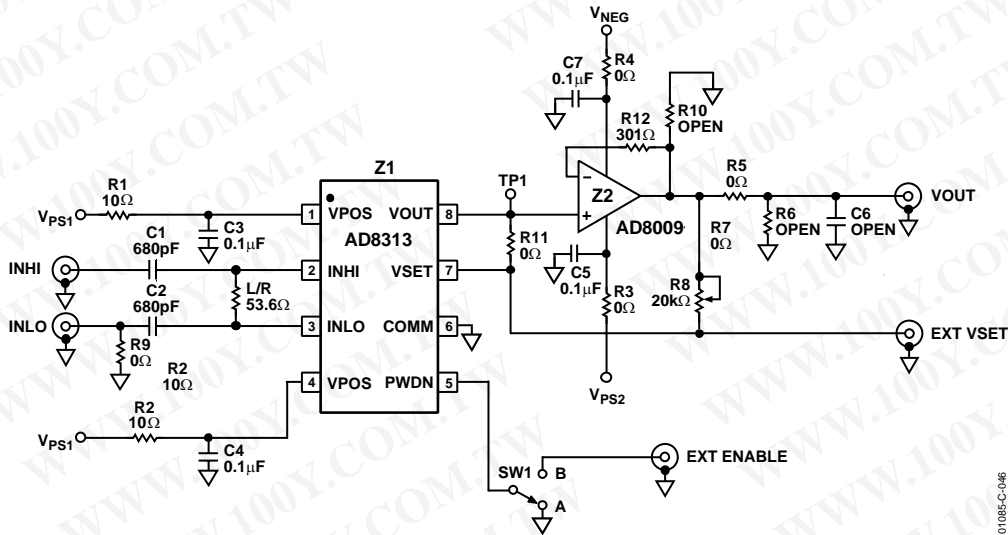 VNEG
C7
0.1μF
R4
0Ω
R10
OPEN
R12
301Ω
Z1
TP1
Z2
AD8009
R5
0Ω
VOUT
R1
10Ω
VPS1
C3
0.1μF
1 VPOS VOUT 8
AD8313
R11
0Ω
C5
0.1μF
R3
0Ω
R7
0Ω
R6
OPEN
C6
OPEN
C1
680pF
INHI
2 INHI VSET 7
L/R
53.6Ω
R8
20kΩ
C2
680pF
INLO
3 INLO COMM 6
EXT VSET
R9
0Ω
R2
10Ω
4 VPOS PWDN 5
VPS2
VPS1
R2
10Ω
C4
0.1μF
SW1
B
A
EXT ENABLE
01085-C-046
WWW.100Y.COM.TW